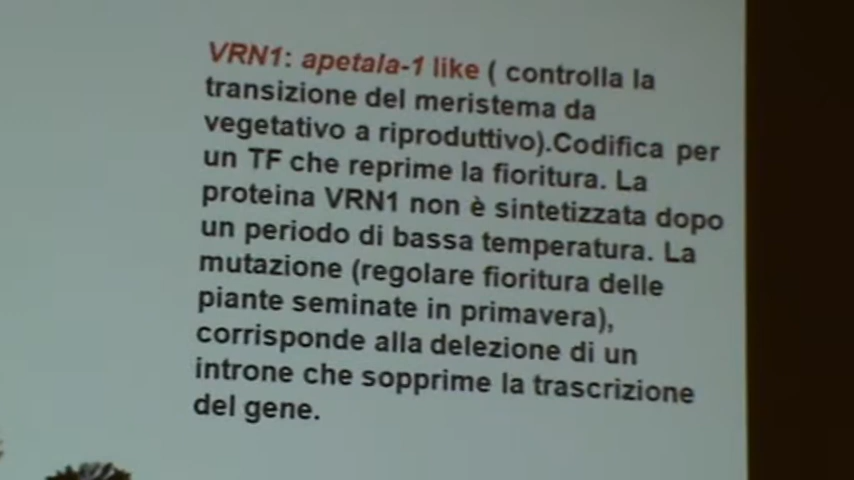 VRN1: apetala-1 like ( controlla la
transizione del meristema da
vegetativo a riproduttivo).Codifica per
un TF che reprime la fioritura. La
proteina VRN1 non è sintetizzata dopo
un periodo di bassa temperatura. La
mutazione (regolare fioritura delle
piante seminate in primavera),
corrisponde alla delezione di un
introne che sopprime la trascrizione
del gene.